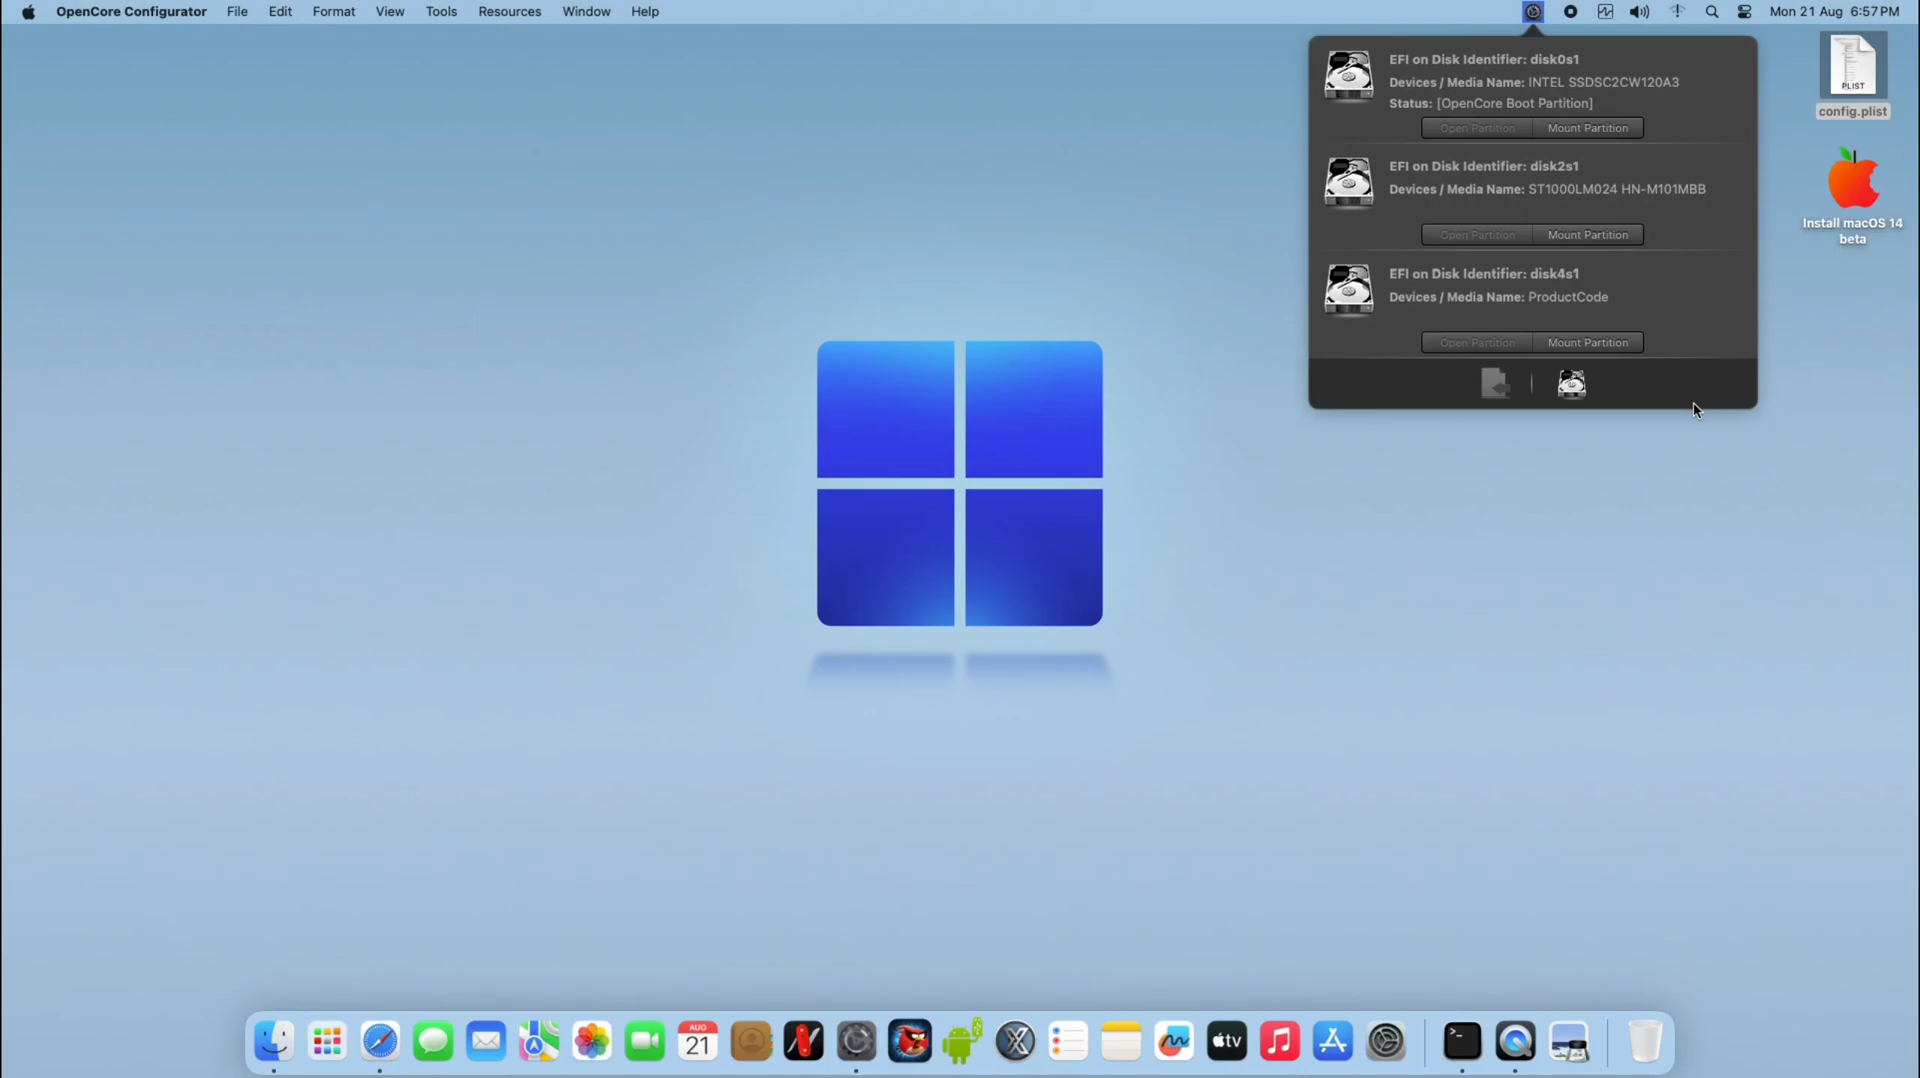 OpenCore Configurator File Edit Format View Tools Resources Window Help Mon 21 Aug 6:57 PM
EFI on Disk Identifier: disk0s1
Devices / Media Name: INTEL SSDSC2CW120A3
Status: [OpenCore Boot Partition]
Open Partition Mount Partition
EFI on Disk Identifier: disk2s1
Devices / Media Name: ST1000LM024 HN-M101MBB
Open Partition Mount Partition
EFI on Disk Identifier: disk4s1
Devices / Media Name: ProductCode
Open Partition Mount Partition
PLIST
config.plist
Install macOS 14
beta
AUG
21
tv